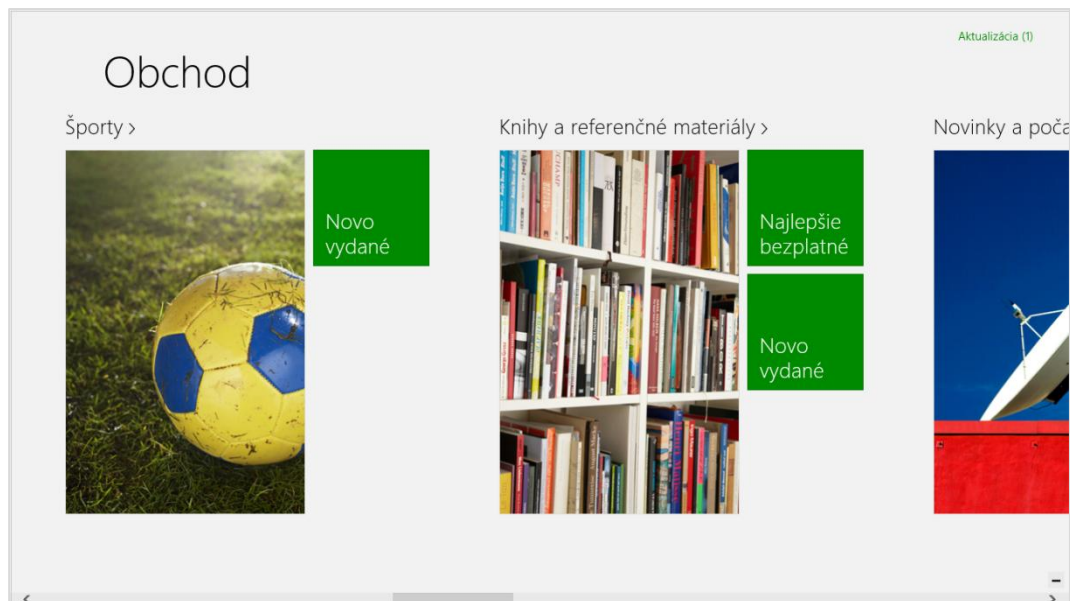 Aktualizácia (1)
Obchod
Športy >
Novo
vydané
Knihy a referenčné materiály >
Najlepšie
bezplatné
Novo
vydané
Novinky a poča